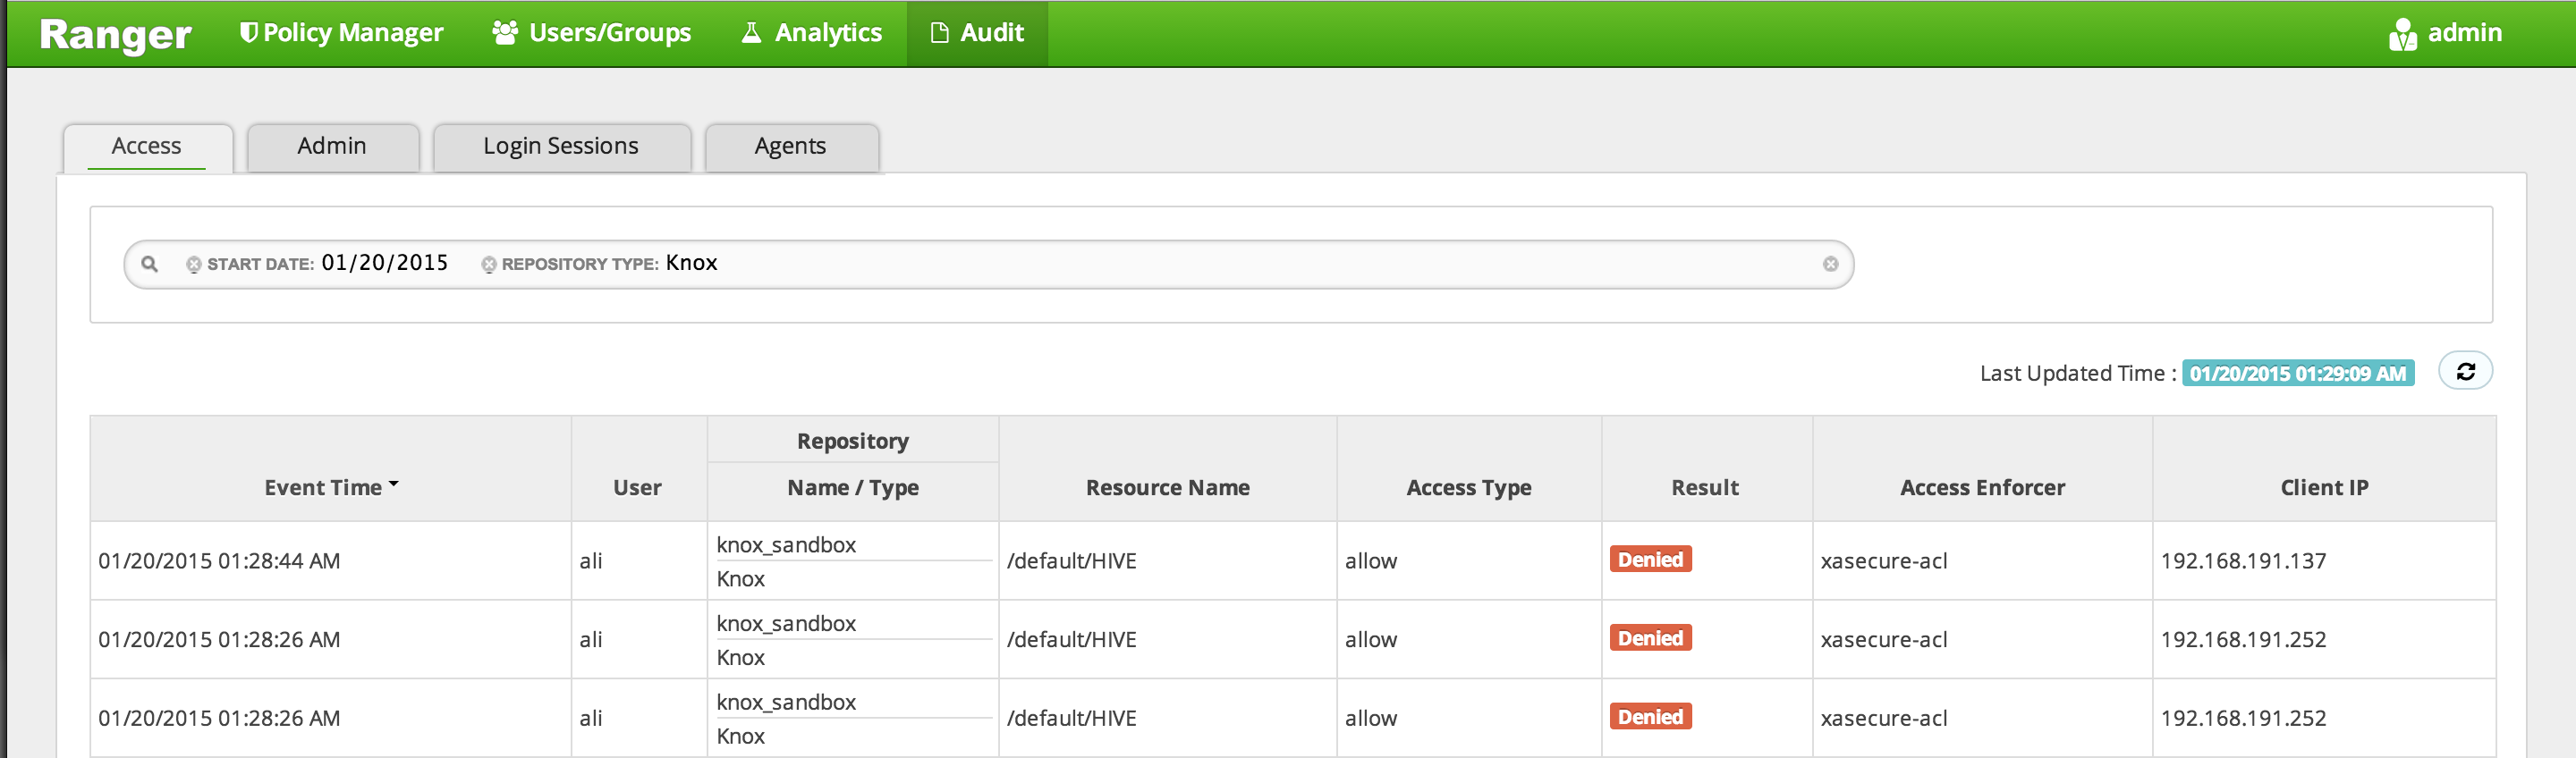 Ranger Policy Manager Users/Groups Analytics Audit admin
Access Admin Login Sessions Agents
START DATE: 01/20/2015 REPOSITORY TYPE: Knox
Last Updated Time : 01/20/2015 01:29:09 AM
Repository
Event Time User Name / Type Resource Name Access Type Result Access Enforcer Client IP
knox_sandbox
01/20/2015 01:28:44 AM ali /default/HIVE allow Denied xasecure-acl 192.168.191.137
Knox
knox_sandbox
01/20/2015 01:28:26 AM ali /default/HIVE allow Denied xasecure-acl 192.168.191.252
Knox
knox_sandbox
01/20/2015 01:28:26 AM ali /default/HIVE allow Denied xasecure-acl 192.168.191.252
Knox